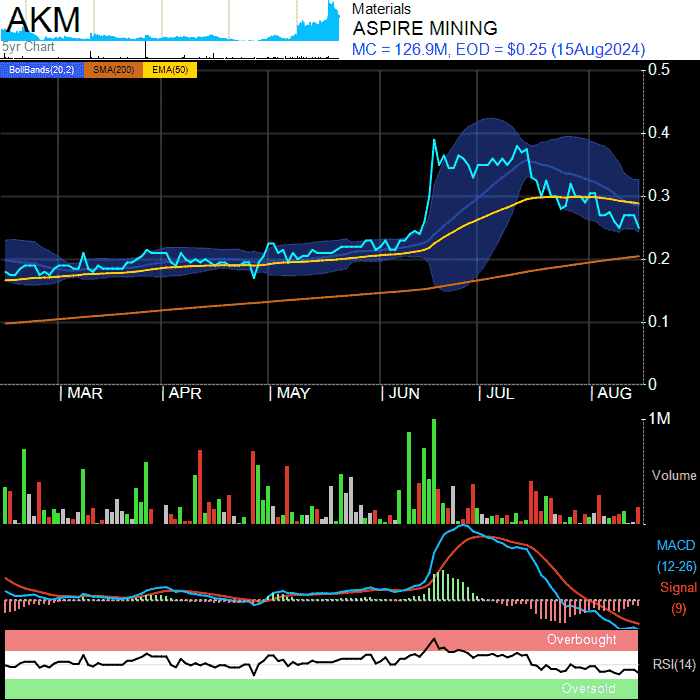 AKM
5yr Chart
Materials
ASPIRE MINING
MC = 126.9M, EOD = $0.25 (15Aug2024)
BollBands(20,2) SMA(200) EMA(50)
0.5
0.4
0.3
0.2
0.1
0
| MAR | APR | MAY | JUN | JUL | AUG
1M
Volume
MACD
(12-26)
Signal
(9)
Overbought
RSI(14)
Oversold